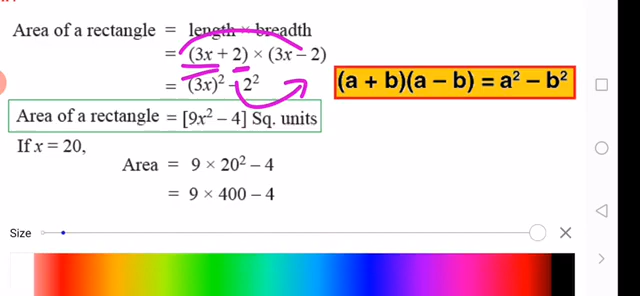 Area of a rectangle = length × breadth
= (3x + 2) × (3x – 2)
= (3x)² – 2²
(a + b)(a – b) = a² – b²
Area of a rectangle = [9x² – 4] Sq. units
If x = 20,
Area = 9 × 20² – 4
= 9 × 400 – 4
Size